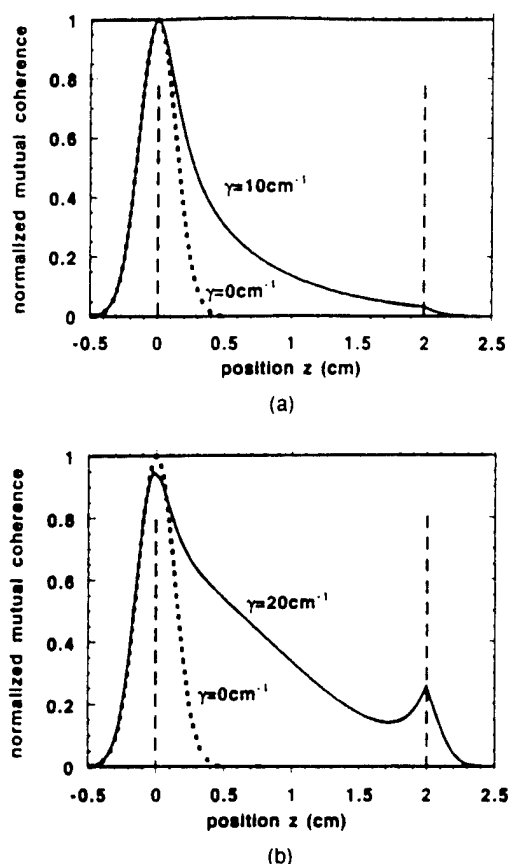 normalized mutual coherence
1
0.8
0.6
0.4
0.2
0
γ=10cm⁻¹
γ=0cm⁻¹
-0.5 0 0.5 1 1.5 2 2.5
position z (cm)
(a)
normalized mutual coherence
1
0.8
0.6
0.4
0.2
0
γ=20cm⁻¹
γ=0cm⁻¹
-0.5 0 0.5 1 1.5 2 2.5
position z (cm)
(b)